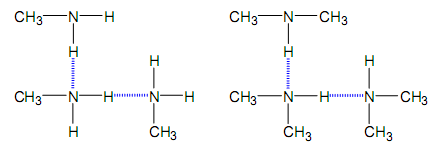 CH₃ N H
H
H
CH₃ N H N H
H CH₃
CH₃ N CH₃
H
H
CH₃ N H N CH₃
CH₃ CH₃